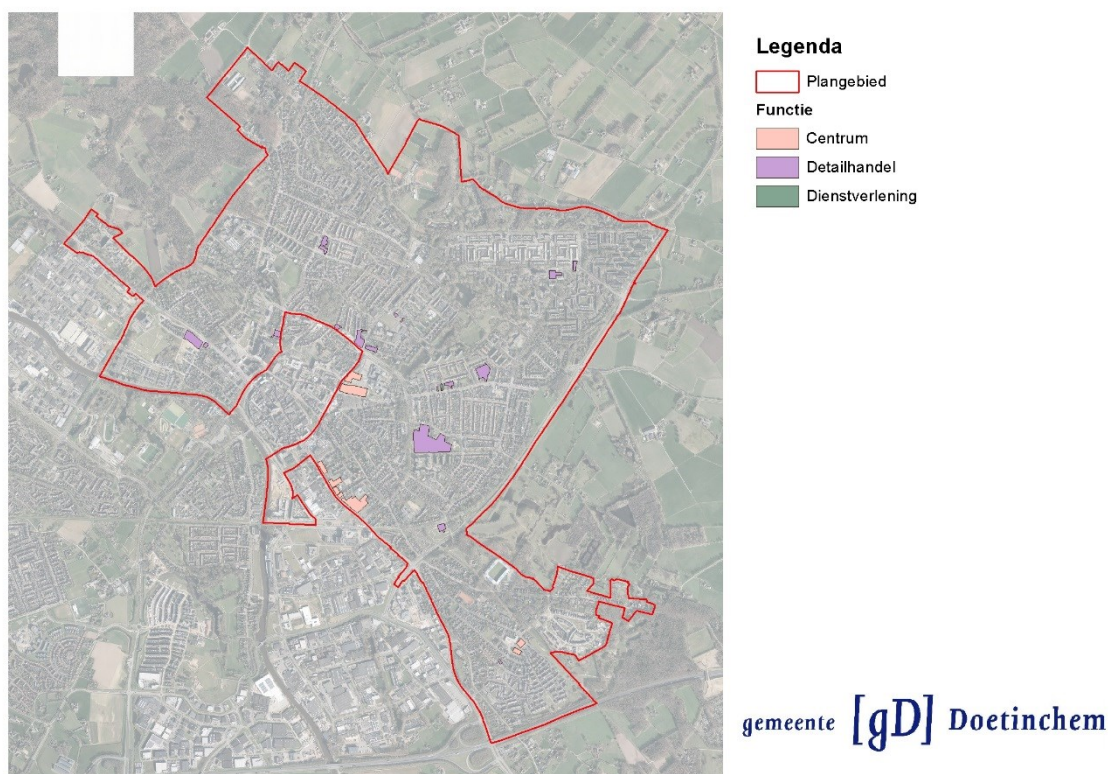 Legenda
Plangebied
Functie
Centrum
Detailhandel
Dienstverlening
gemeente [gD] Doetinchem